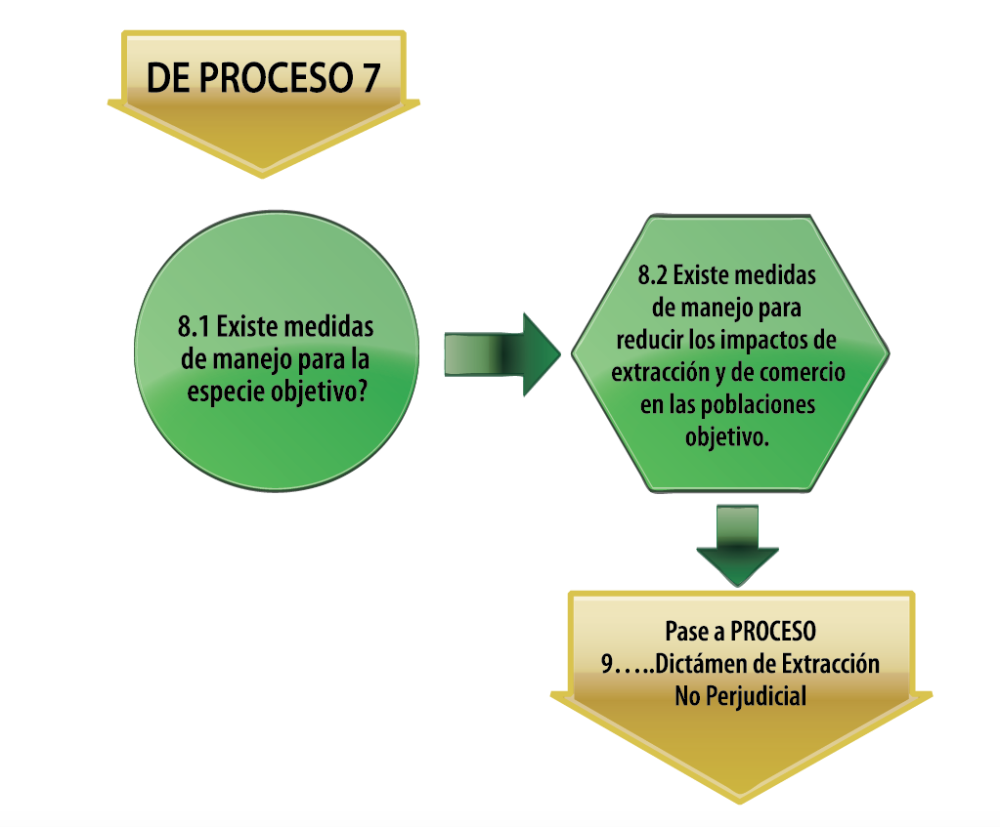 DE PROCESO 7
8.1 Existe medidas
de manejo para la
especie objetivo?
8.2 Existe medidas
de manejo para
reducir los impactos de
extracción y de comercio
en las poblaciones
objetivo.
Pase a PROCESO
9.....Dictámen de Extracción
No Perjudicial